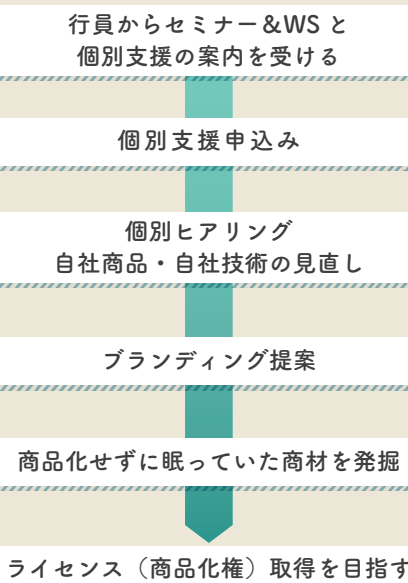 行員からセミナー&WS と
個別支援の案内を受ける
個別支援申込み
個別ヒアリング
自社商品・自社技術の見直し
ブランディング提案
商品化せずに眠っていた商材を発掘
ライセンス（商品化権）取得を目指す